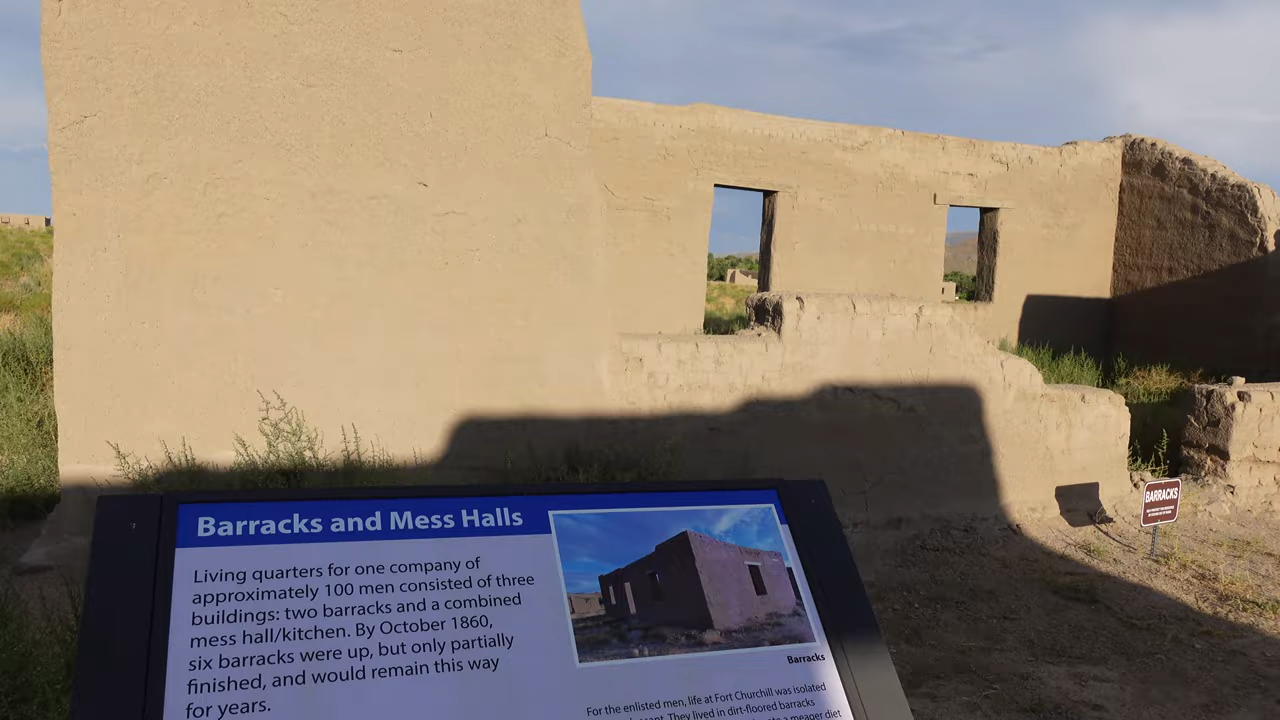 Barracks and Mess Halls
Living quarters for one company of
approximately 100 men consisted of three
buildings: two barracks and a combined
mess hall/kitchen. By October 1860,
six barracks were up, but only partially
finished, and would remain this way
for years.
Barracks
For the enlisted men, life at Fort Churchill was isolated
They lived in dirt-floored barracks
a meager diet
BARRACKS